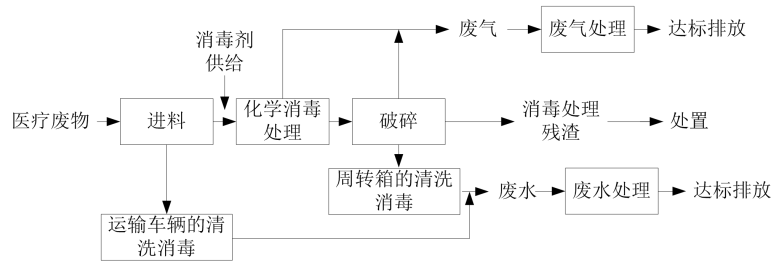 消毒剂
供给
废气
废气处理
达标排放
医疗废物
进料
化学消毒
处理
破碎
消毒处理
残渣
处置
周转箱的清洗
消毒
废水
废水处理
达标排放
运输车辆的清
洗消毒